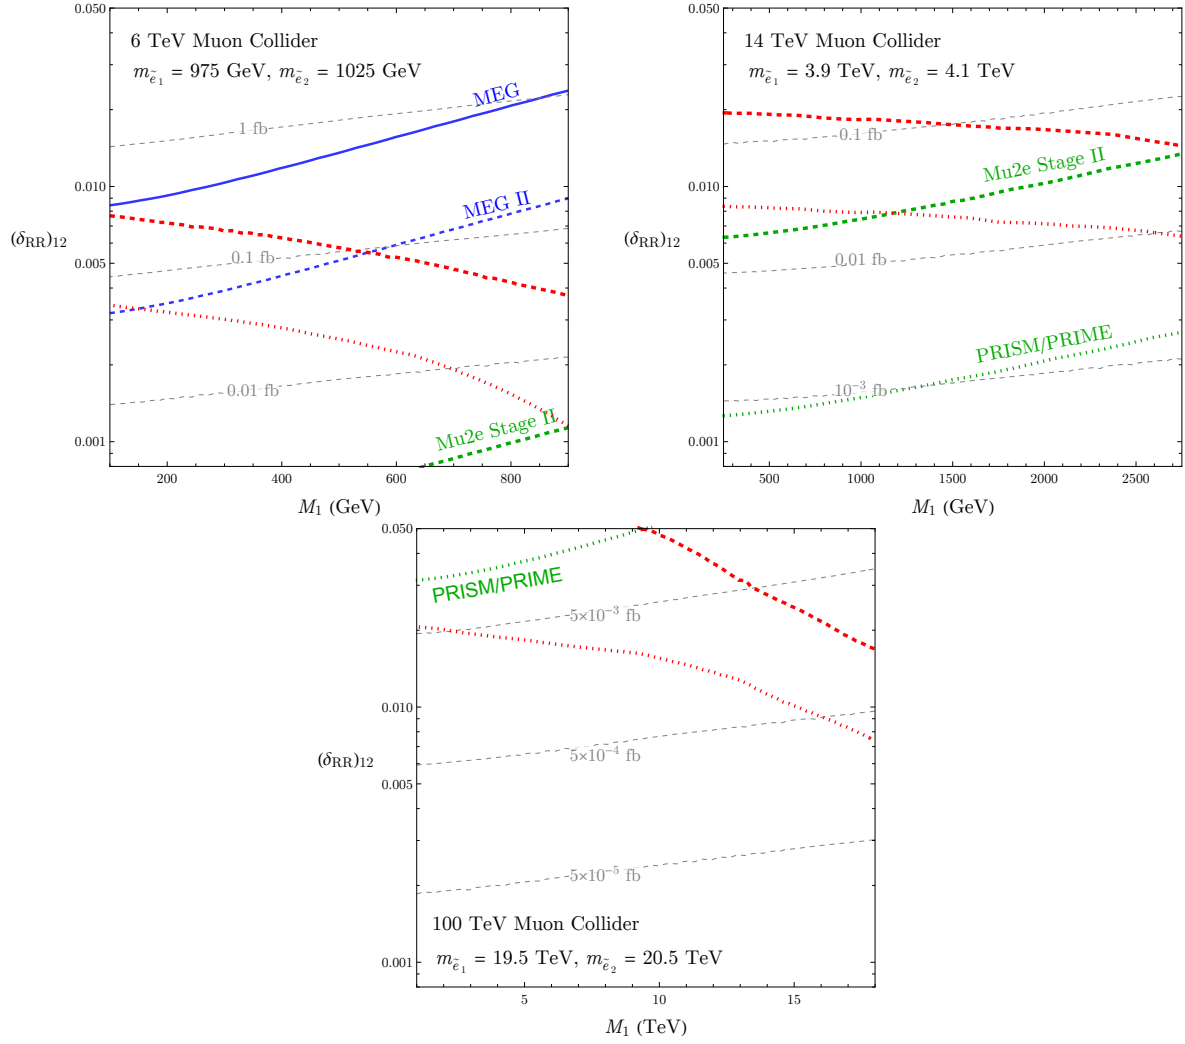 6 TeV Muon Collider
m_ẽ₁ = 975 GeV, m_ẽ₂ = 1025 GeV
MEG
1 fb
MEG II
0.1 fb
0.01 fb
Mu2e Stage II
0.050
0.010
0.005
0.001
(δ_RR)₁₂
200 400 600 800
M₁ (GeV)
14 TeV Muon Collider
m_ẽ₁ = 3.9 TeV, m_ẽ₂ = 4.1 TeV
0.1 fb
Mu2e Stage II
0.01 fb
PRISM/PRIME
10⁻³ fb
0.050
0.010
0.005
0.001
(δ_RR)₁₂
500 1000 1500 2000 2500
M₁ (GeV)
PRISM/PRIME
5×10⁻³ fb
5×10⁻⁴ fb
5×10⁻⁵ fb
100 TeV Muon Collider
m_ẽ₁ = 19.5 TeV, m_ẽ₂ = 20.5 TeV
0.050
0.010
0.005
0.001
(δ_RR)₁₂
5 10 15
M₁ (TeV)